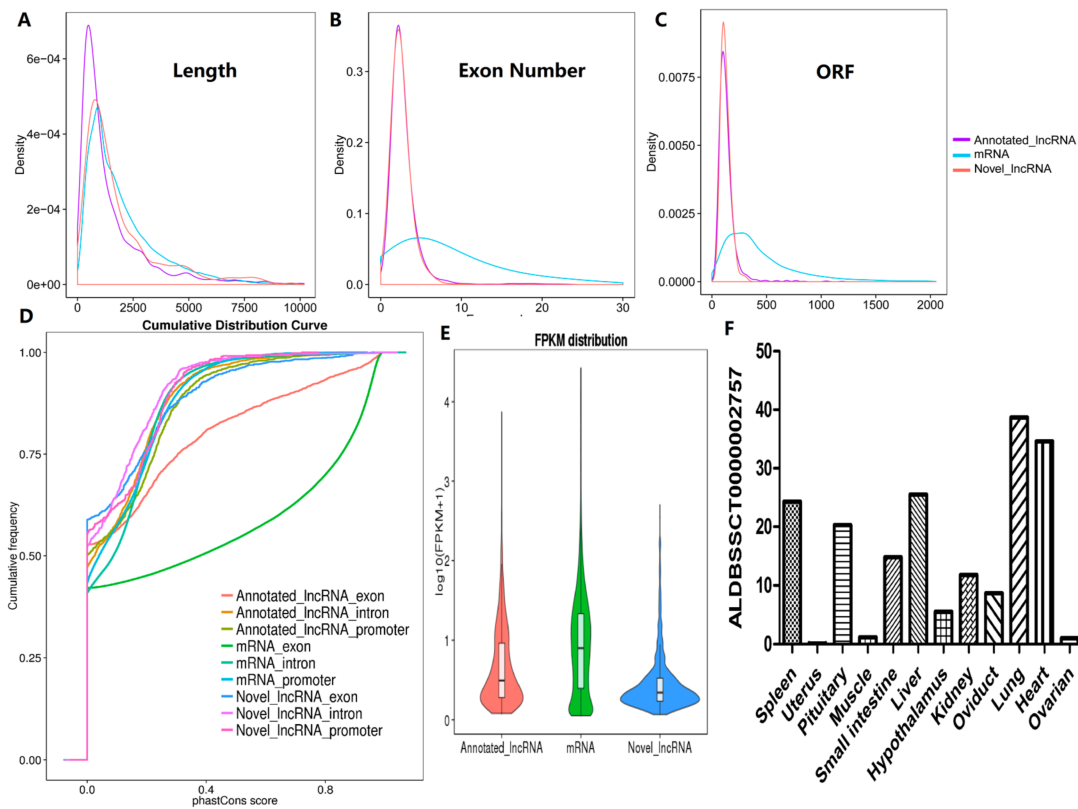 A
Length
Density
6e−04
4e−04
2e−04
0e+00
0
2500
5000
7500
10000
B
Exon Number
Density
0.3
0.2
0.1
0.0
0
10
20
30
C
ORF
Density
0.0075
0.0050
0.0025
0.0000
0
500
1000
1500
2000
Annotated_lncRNA
mRNA
Novel_lncRNA
D
Cumulative Distribution Curve
Cumulative frequency
1.00
0.75
0.50
0.25
0.00
0.0
0.4
0.8
phastCons score
Annotated_lncRNA_exon
Annotated_lncRNA_intron
Annotated_lncRNA_promoter
mRNA_exon
mRNA_intron
mRNA_promoter
Novel_lncRNA_exon
Novel_lncRNA_intron
Novel_lncRNA_promoter
E
FPKM distribution
log10(FPKM+1)
4
3
2
1
0
Annotated_lncRNA
mRNA
Novel_lncRNA
F
50
40
30
20
10
0
Spleen
Uterus
Pituitary
Muscle
Small intestine
Liver
Hypothalamus
Kidney
Oviduct
Lung
Heart
Ovarian